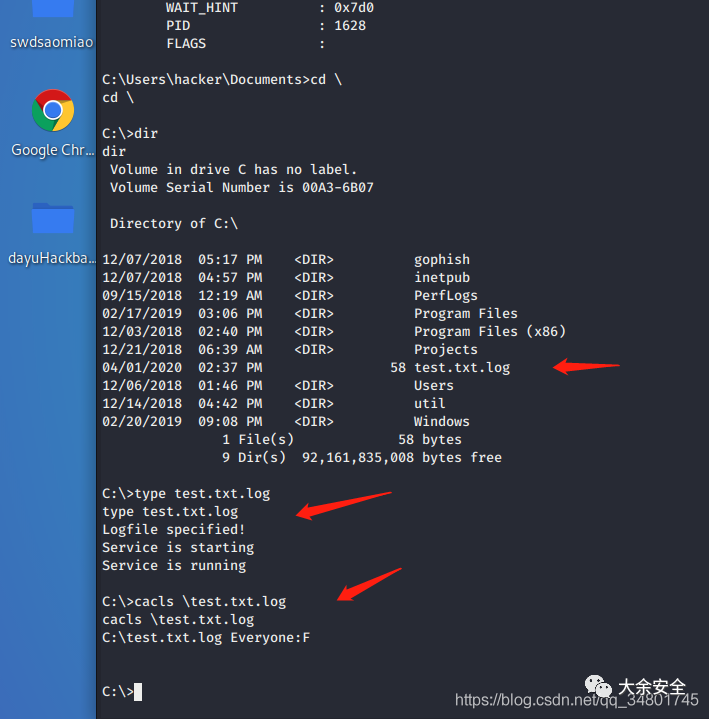 WAIT_HINT : 0x7d0
PID : 1628
FLAGS :
swdsaomiao
C:\Users\hacker\Documents>cd \
cd \
Google Chr...
C:\>dir
dir
Volume in drive C has no label.
Volume Serial Number is 00A3-6B07
Directory of C:\
dayuHackba...
12/07/2018 05:17 PM <DIR> gophish
12/07/2018 04:57 PM <DIR> inetpub
09/15/2018 12:19 AM <DIR> PerfLogs
02/17/2019 03:06 PM <DIR> Program Files
12/03/2018 02:40 PM <DIR> Program Files (x86)
12/21/2018 06:39 AM <DIR> Projects
04/01/2020 02:37 PM 58 test.txt.log
12/06/2018 01:46 PM <DIR> Users
12/14/2018 04:42 PM <DIR> util
02/20/2019 09:08 PM <DIR> Windows
1 File(s) 58 bytes
9 Dir(s) 92,161,835,008 bytes free
C:\>type test.txt.log
type test.txt.log
Logfile specified!
Service is starting
Service is running
C:\>cacls \test.txt.log
cacls \test.txt.log
C:\test.txt.log Everyone:F
C:\>
大余安全
https://blog.csdn.net/qq_34801745